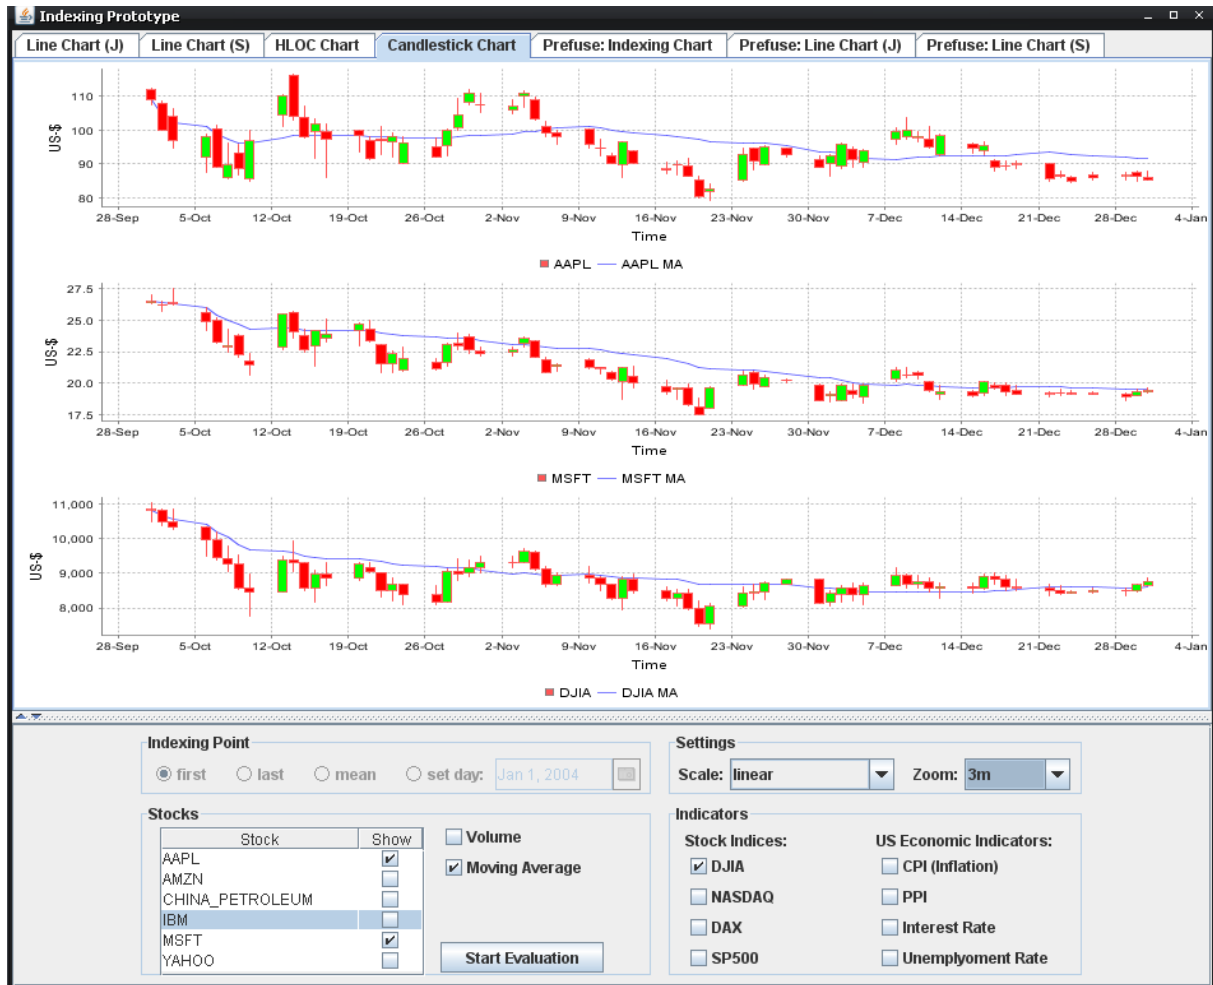 Indexing Prototype
Line Chart (J) Line Chart (S) HLOC Chart Candlestick Chart Prefuse: Indexing Chart Prefuse: Line Chart (J) Prefuse: Line Chart (S)
110
100
90
80
US-$
28-Sep 5-Oct 12-Oct 19-Oct 26-Oct 2-Nov 9-Nov 16-Nov 23-Nov 30-Nov 7-Dec 14-Dec 21-Dec 28-Dec 4-Jan
Time
AAPL AAPL MA
27.5
25.0
22.5
20.0
17.5
US-$
28-Sep 5-Oct 12-Oct 19-Oct 26-Oct 2-Nov 9-Nov 16-Nov 23-Nov 30-Nov 7-Dec 14-Dec 21-Dec 28-Dec 4-Jan
Time
MSFT MSFT MA
11,000
10,000
9,000
8,000
US-$
28-Sep 5-Oct 12-Oct 19-Oct 26-Oct 2-Nov 9-Nov 16-Nov 23-Nov 30-Nov 7-Dec 14-Dec 21-Dec 28-Dec 4-Jan
Time
DJIA DJIA MA
Indexing Point
first last mean set day: Jan 1, 2004
Settings
Scale: linear Zoom: 3m
Stocks
Stock Show
AAPL
AMZN
CHINA_PETROLEUM
IBM
MSFT
YAHOO
Volume
Moving Average
Start Evaluation
Indicators
Stock Indices:
DJIA
NASDAQ
DAX
SP500
US Economic Indicators:
CPI (Inflation)
PPI
Interest Rate
Unemplyoment Rate